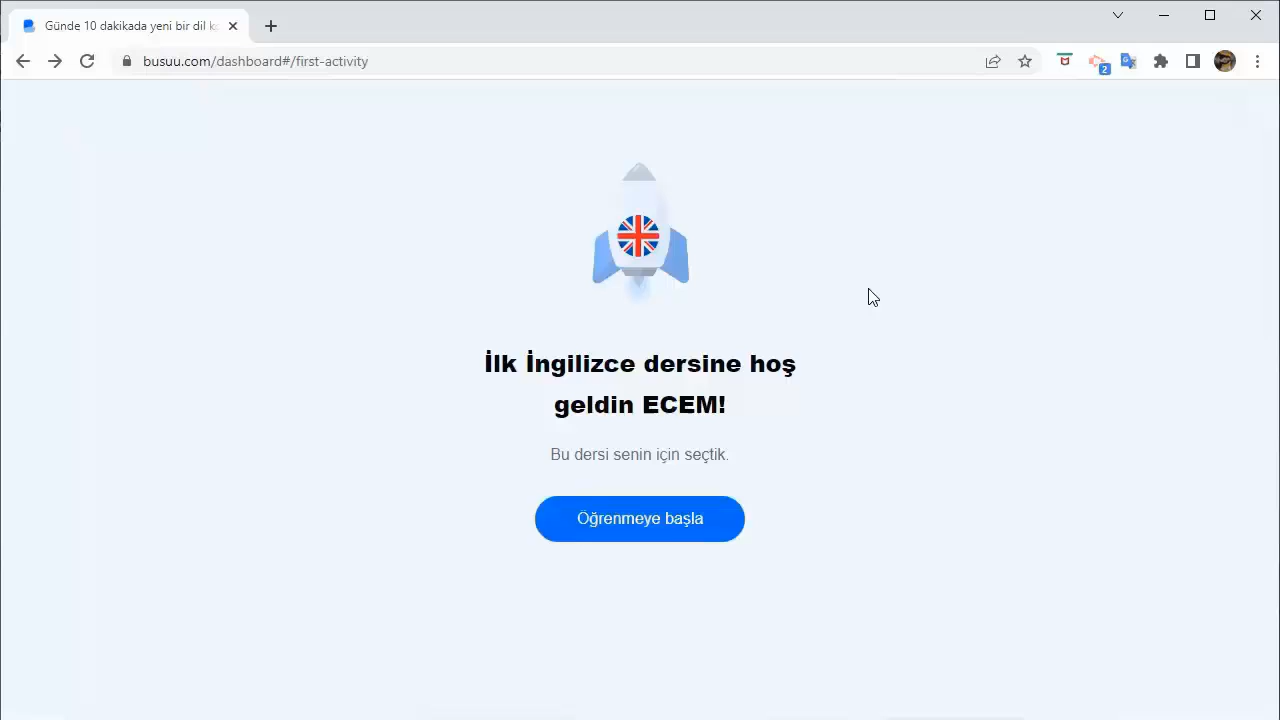 Günde 10 dakikada yeni bir dil
busuu.com/dashboard#/first-activity
2
İlk İngilizce dersine hoş
geldin ECEM!
Bu dersi senin için seçtik.
Öğrenmeye başla